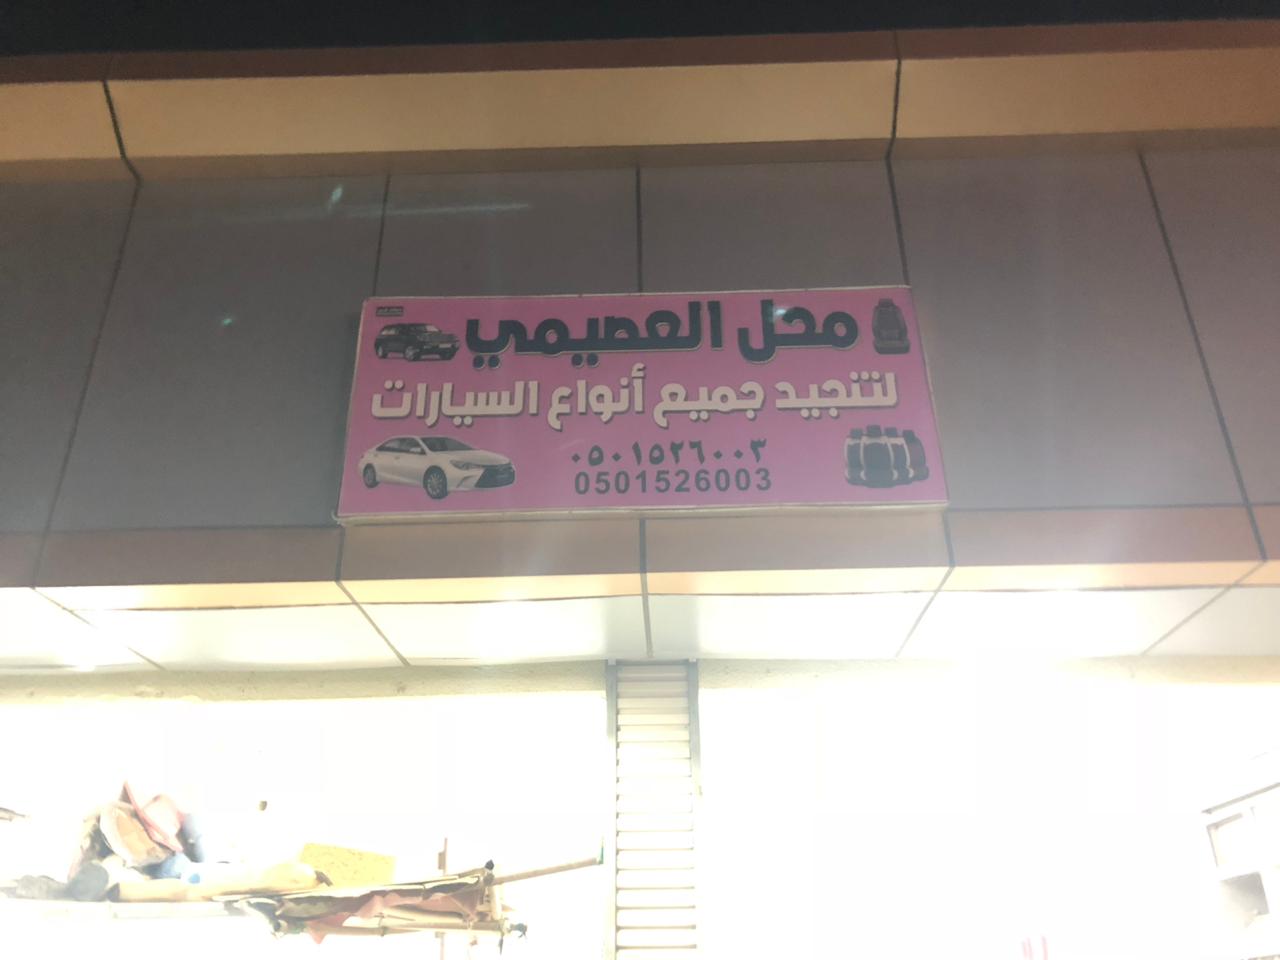 محل العصيمي
لتنجيد جميع أنواع السيارات
٠٥٠١٥٢٦٠٠٣
0501526003